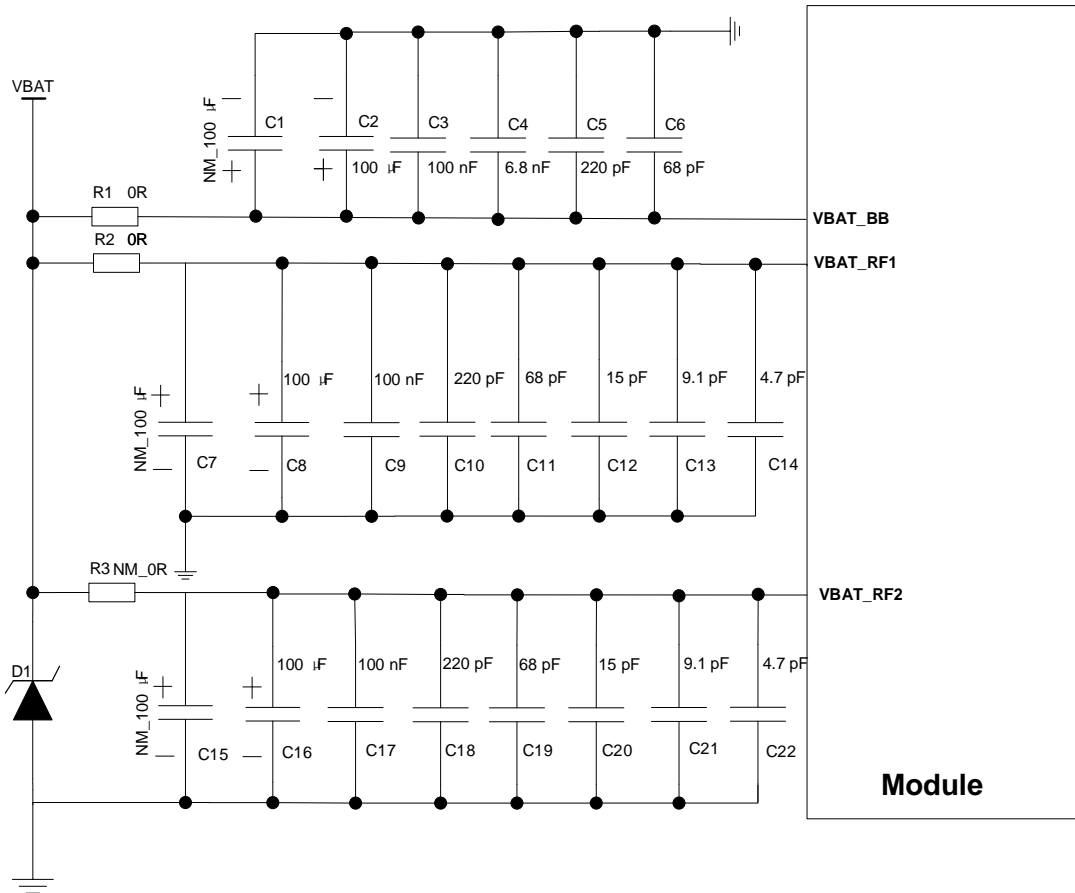 VBAT
NM_100 µF
C1
C2
C3
C4
C5
C6
100 µF
100 nF
6.8 nF
220 pF
68 pF
R1 0R
VBAT_BB
R2 0R
VBAT_RF1
NM_100 µF
100 µF
100 nF
220 pF
68 pF
15 pF
9.1 pF
4.7 pF
C7
C8
C9
C10
C11
C12
C13
C14
R3 NM_0R
VBAT_RF2
D1
NM_100 µF
100 µF
100 nF
220 pF
68 pF
15 pF
9.1 pF
4.7 pF
C15
C16
C17
C18
C19
C20
C21
C22
Module